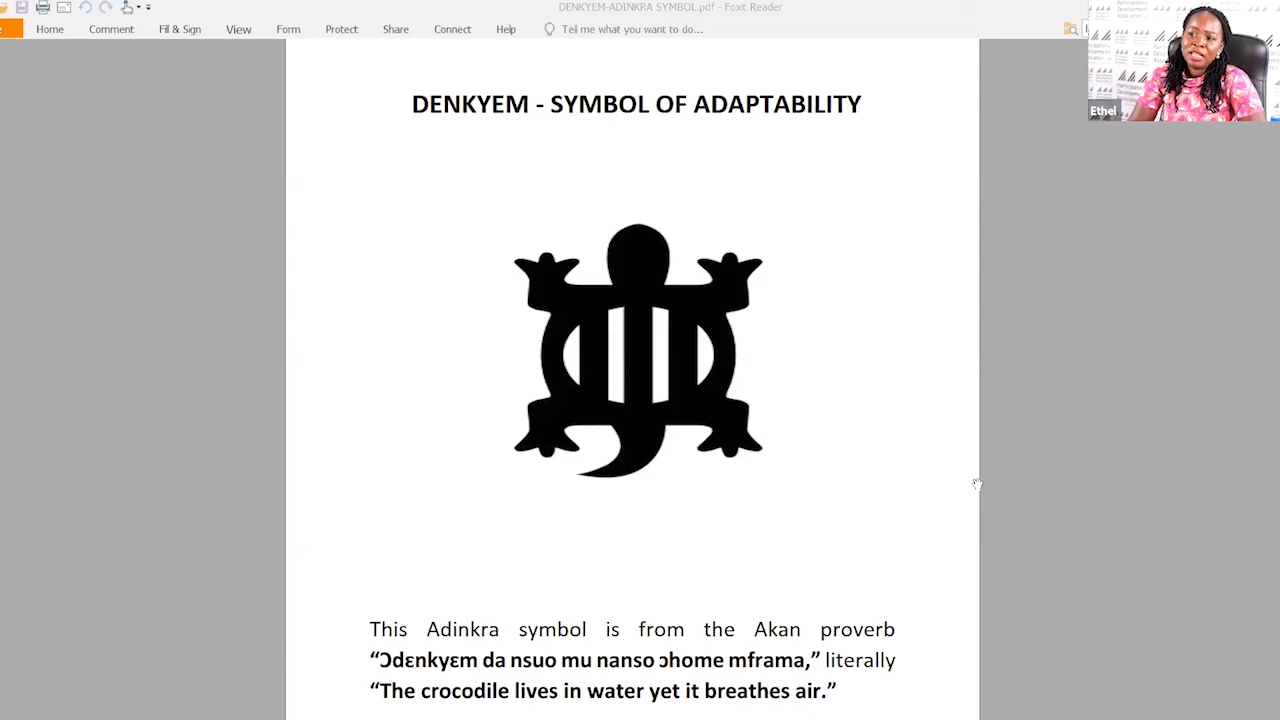 DENKYEM-ADINKRA SYMBOL.pdf - Foxit Reader
Home Comment Fill & Sign View Form Protect Share Connect Help Tell me what you want to do...
Ethel
DENKYEM - SYMBOL OF ADAPTABILITY
This Adinkra symbol is from the Akan proverb
“Ɔdɛnkyɛm da nsuo mu nanso ɔhome mframa,” literally
“The crocodile lives in water yet it breathes air.”